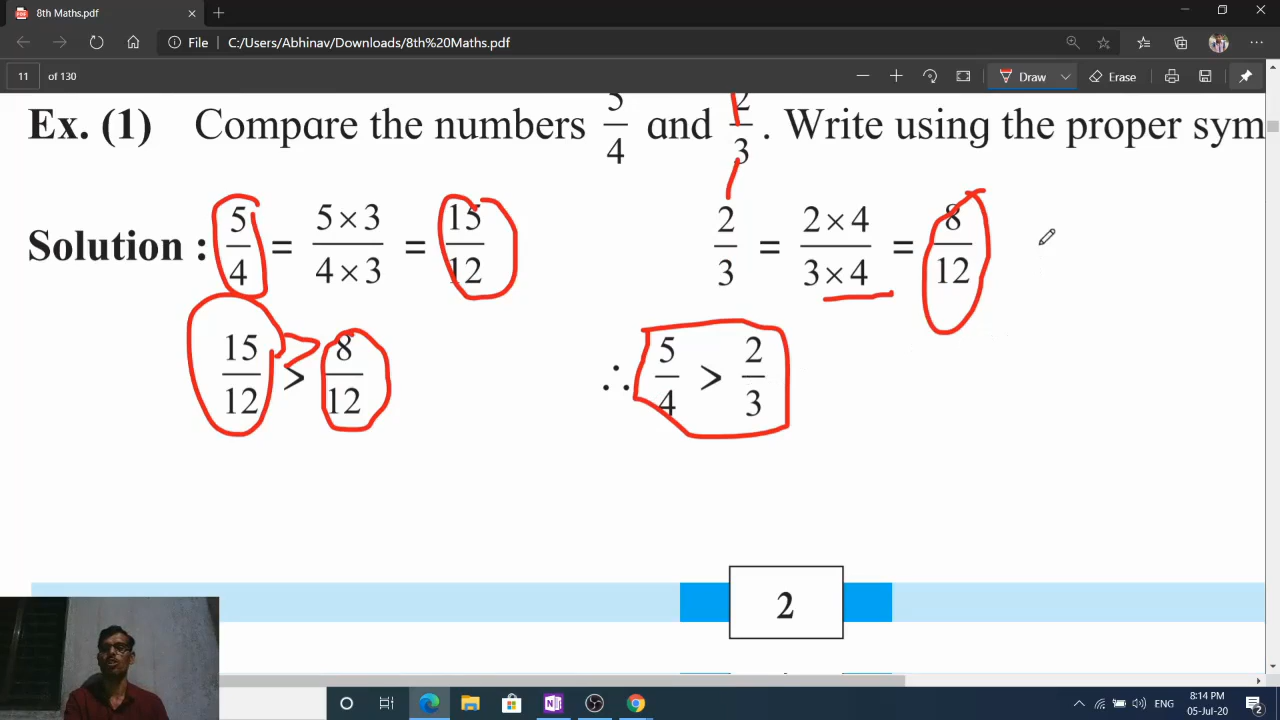 8th Maths.pdf
File C:/Users/Abhinav/Downloads/8th%20Maths.pdf
11 of 130 Draw Erase
Ex. (1) Compare the numbers 5/4 and 2/3 . Write using the proper sym
Solution : 5/4 = 5×3/4×3 = 15/12 2/3 = 2×4/3×4 = 8/12
15/12 > 8/12 ∴ 5/4 > 2/3
2
ENG 8:14 PM
05-Jul-20 2